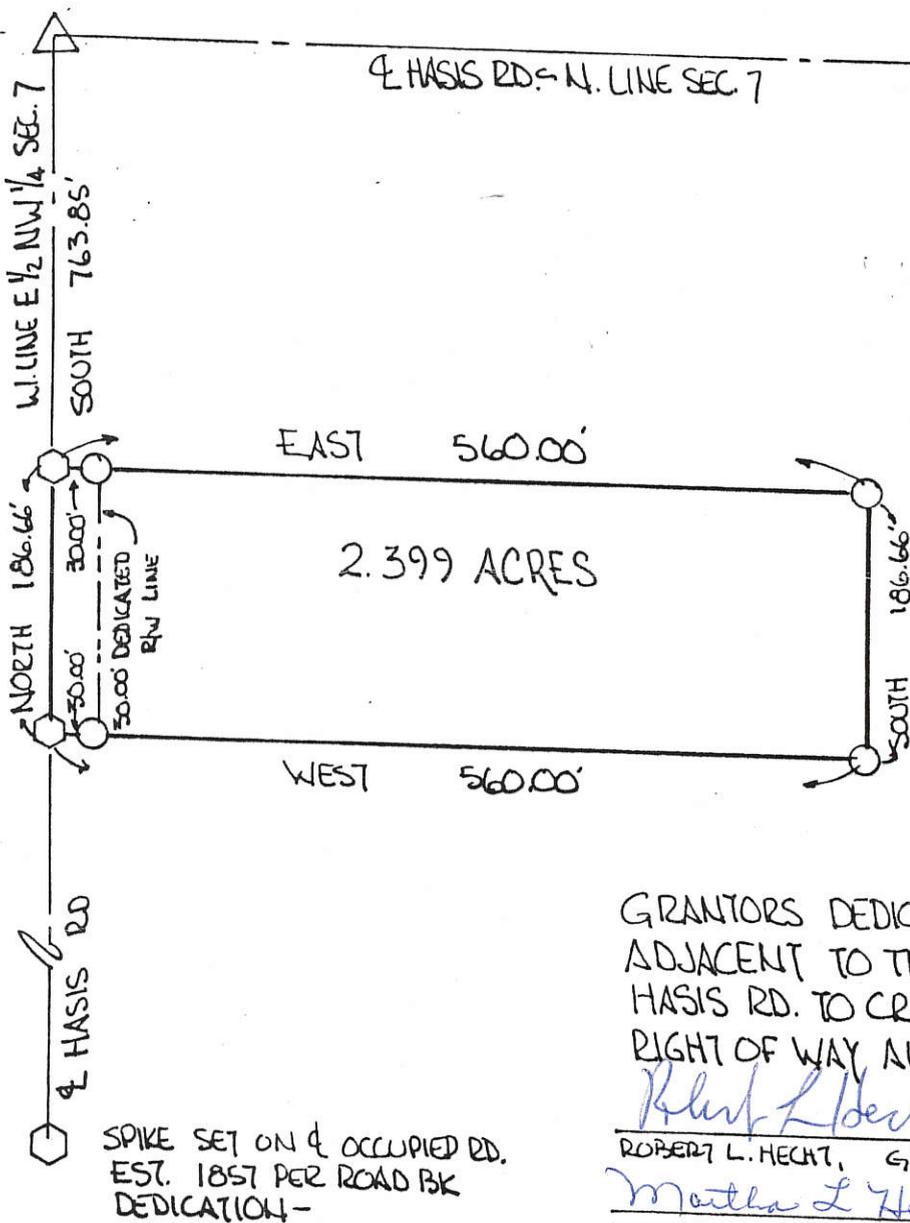 ℄ HASIS RD. & N. LINE SEC. 7
W. LINE E ½ NW ¼ SEC. 7
SOUTH 763.85'
EAST 560.00'
NORTH 186.66'
30.00'
30.00'
30.00' DEDICATED
R/W LINE
2.399 ACRES
SOUTH 186.66'
WEST 560.00'
℄ HASIS RD
SPIKE SET ON ℄ OCCUPIED RD.
EST. 1857 PER ROAD BK
DEDICATION-
GRANTORS DEDIC
ADJACENT TO
HASIS RD. TO CR
RIGHT OF WAY
Robert L
ROBERT L. HECHT, G
Martha L